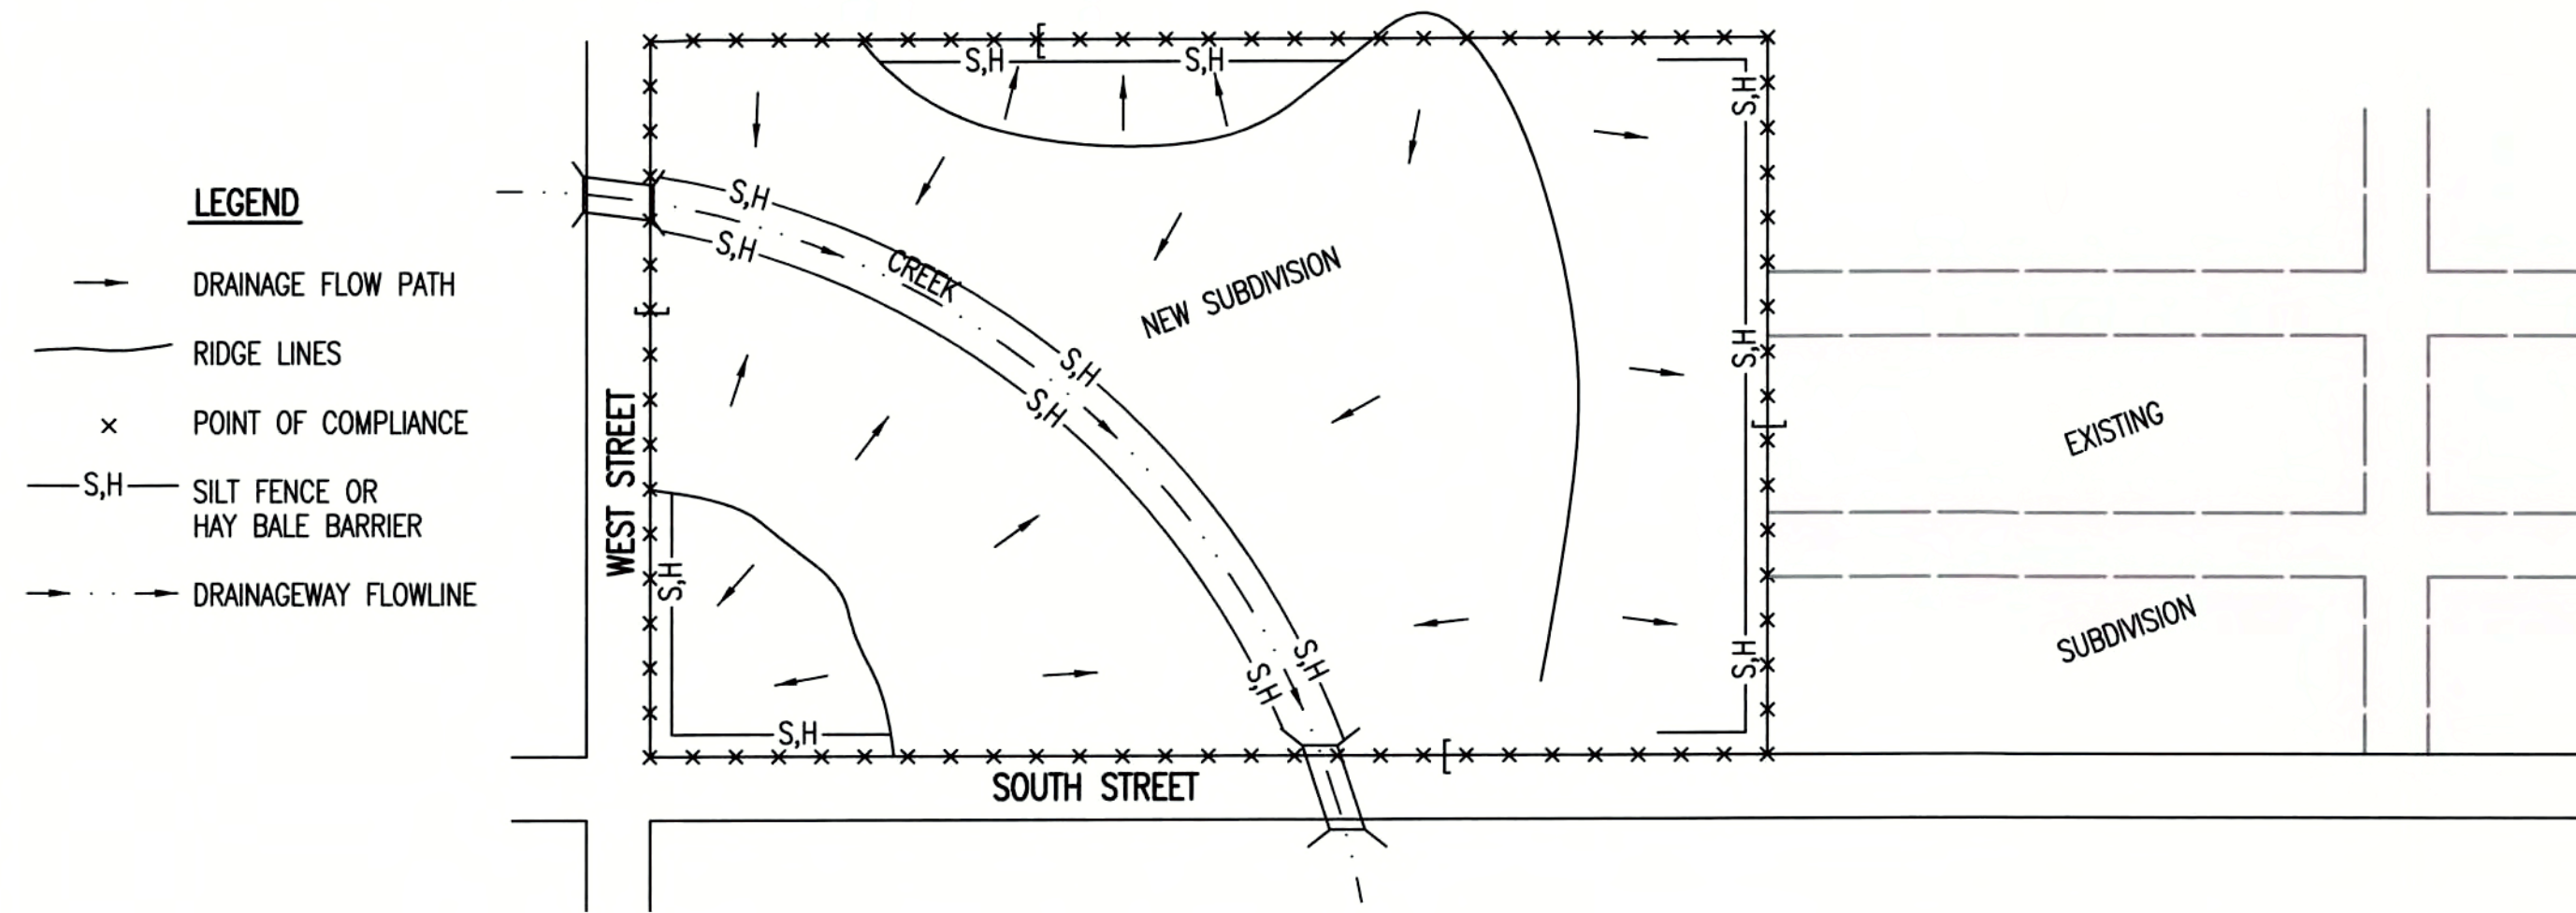 LEGEND
DRAINAGE FLOW PATH
RIDGE LINES
× POINT OF COMPLIANCE
S,H SILT FENCE OR
HAY BALE BARRIER
DRAINAGEWAY FLOWLINE
S,H
S,H
S,H
S,H
S,H
CREEK
NEW SUBDIVISION
S,H
S,H
S,H
WEST STREET
EXISTING
S,H
S,H
S,H
S,H
SUBDIVISION
S,H
SOUTH STREET